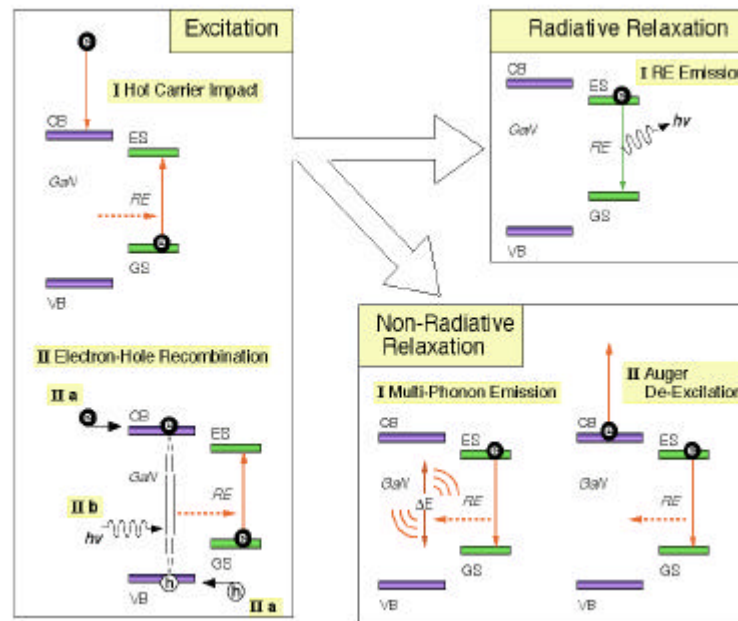 Excitation
e
I Hot Carrier Impact
CB
ES
GaN
RE
e
GS
VB
II Electron-Hole Recombination
II a
e
CB
e
ES
GaN
II b
RE
hν
e
GS
h
VB
h
II a
Radiative Relaxation
I RE Emission
CB
ES
e
GaN
RE
hν
GS
VB
Non-Radiative
Relaxation
I Multi-Phonon Emission
CB
ES
e
GaN
ΔE
RE
GS
VB
II Auger
De-Excitation
CB
e
ES
e
GaN
RE
GS
VB